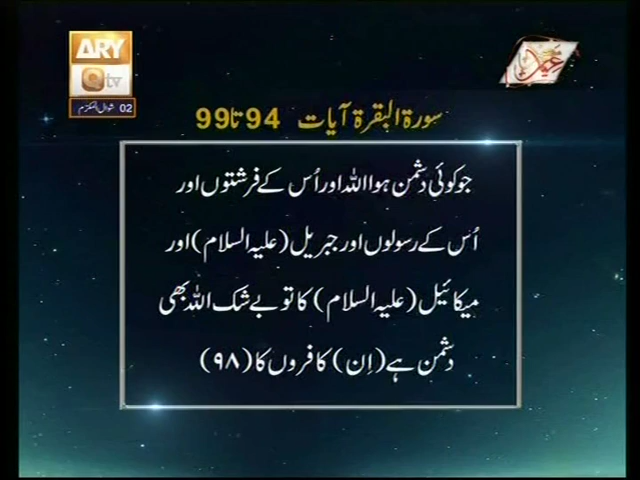 ARY
Qtv
02 شوال المکرم
عید
سورۃ البقرۃ آیات 94 تا 99
جو کوئی دشمن ہوا اللہ اور اُس کے فرشتوں اور
اُس کے رسولوں اور جبریل (علیہ السلام) اور
میکائیل (علیہ السلام) کا تو بے شک اللہ بھی
دشمن ہے (اِن) کافروں کا (۹۸)